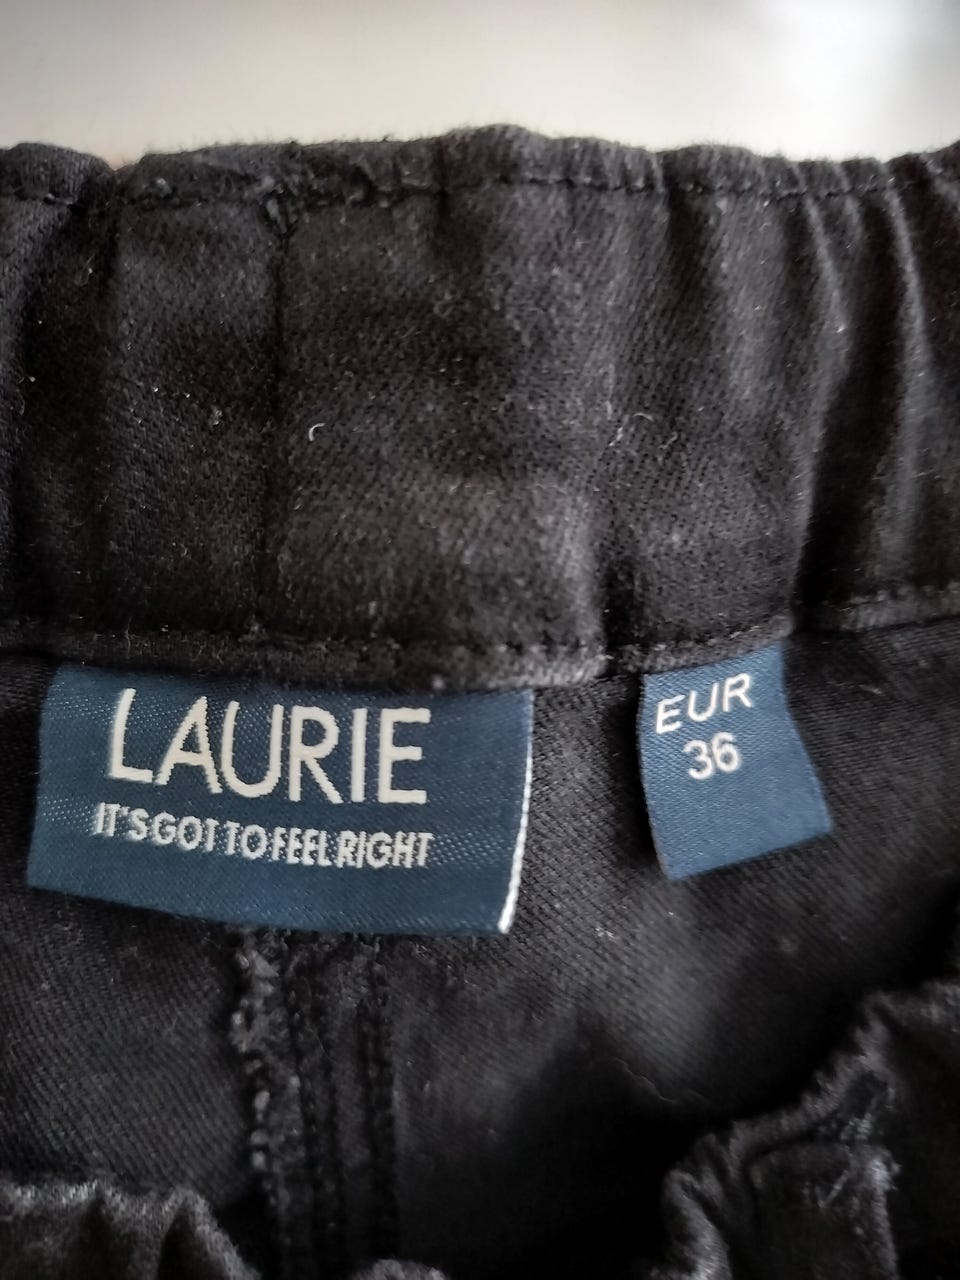 LAURIE
IT'S GOT TO FEEL RIGHT
EUR
36